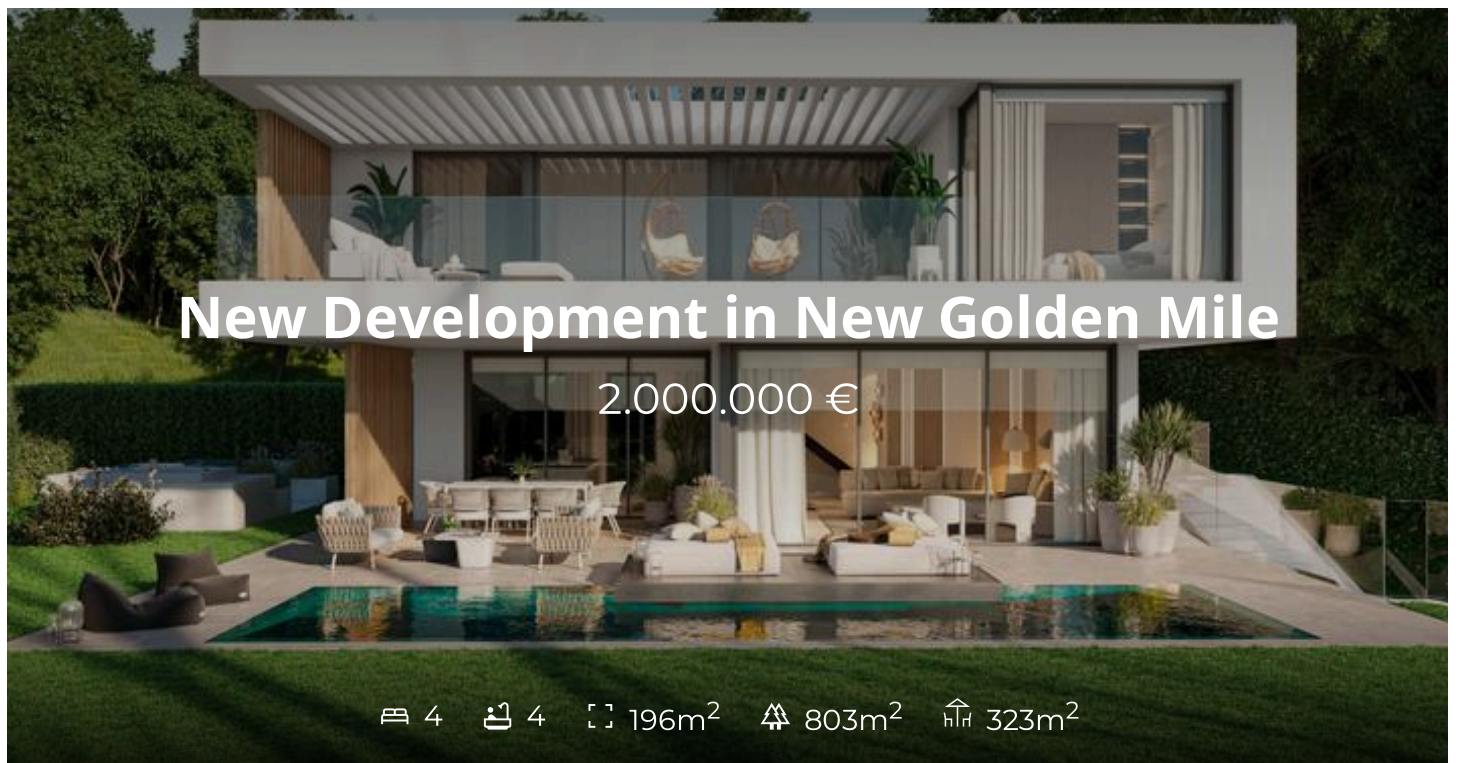 New Development in New Golden Mile
2.000.000 €
4 4 196m² 803m² 323m²